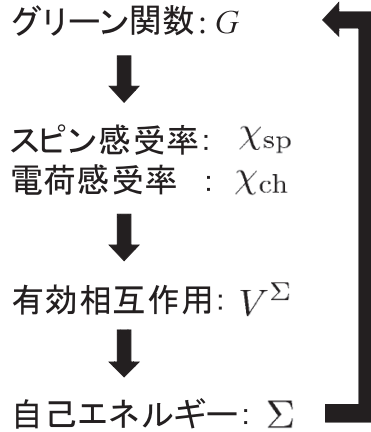 グリーン関数: G
スピン感受率: χsp
電荷感受率 : χch
有効相互作用: V^Σ
自己エネルギー: Σ